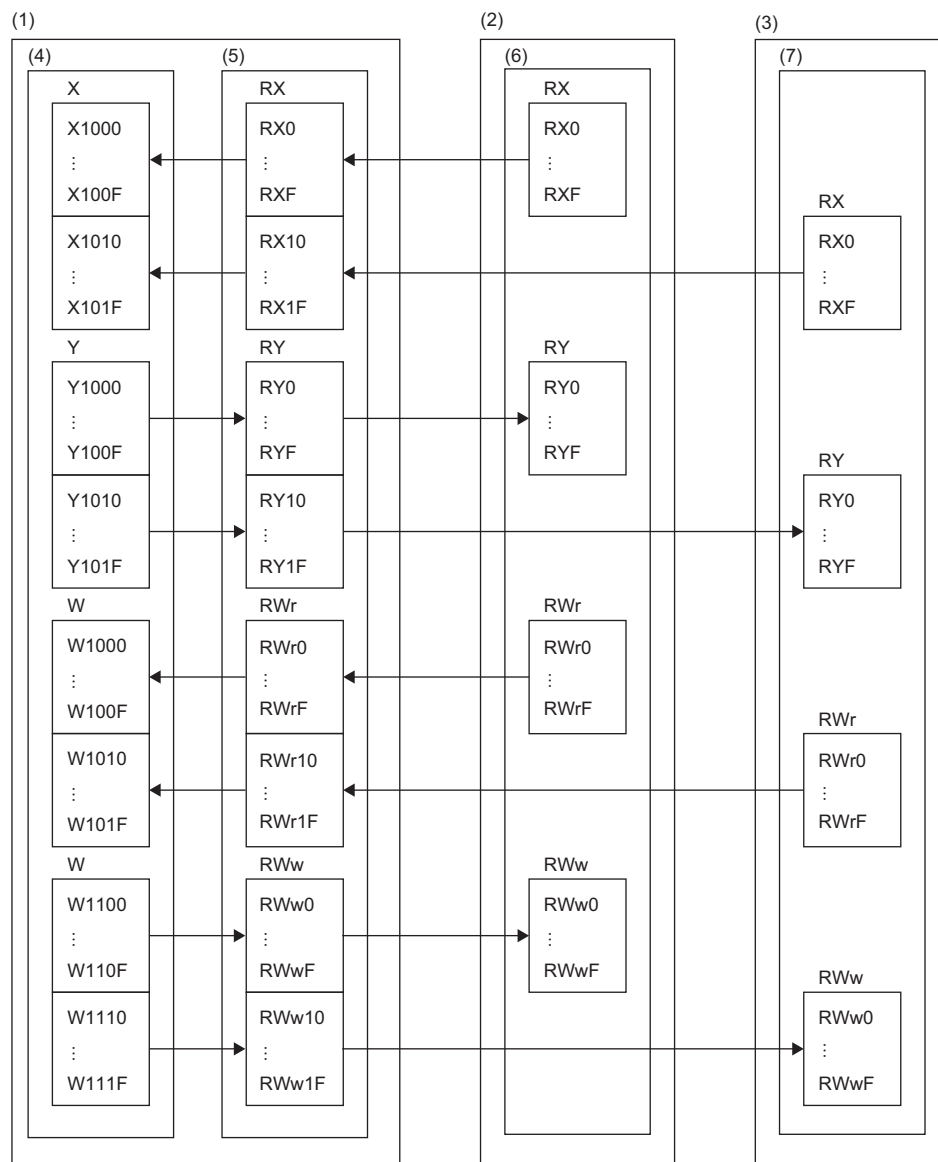 (1)
(2)
(3)
(4)
(5)
(6)
(7)
X
X1000
⋮
X100F
X1010
⋮
X101F
Y
Y1000
⋮
Y100F
Y1010
⋮
Y101F
W
W1000
⋮
W100F
W1010
⋮
W101F
W
W1100
⋮
W110F
W1110
⋮
W111F
RX
RX0
⋮
RXF
RX10
⋮
RX1F
RY
RY0
⋮
RYF
RY10
⋮
RY1F
RWr
RWr0
⋮
RWrF
RWr10
⋮
RWr1F
RWw
RWw0
⋮
RWwF
RWw10
⋮
RWw1F
RX
RX0
⋮
RXF
RY
RY0
⋮
RYF
RWr
RWr0
⋮
RWrF
RWw
RWw0
⋮
RWwF
RX
RX0
⋮
RXF
RY
RY0
⋮
RYF
RWr
RWr0
⋮
RWrF
RWw
RWw0
⋮
RWwF